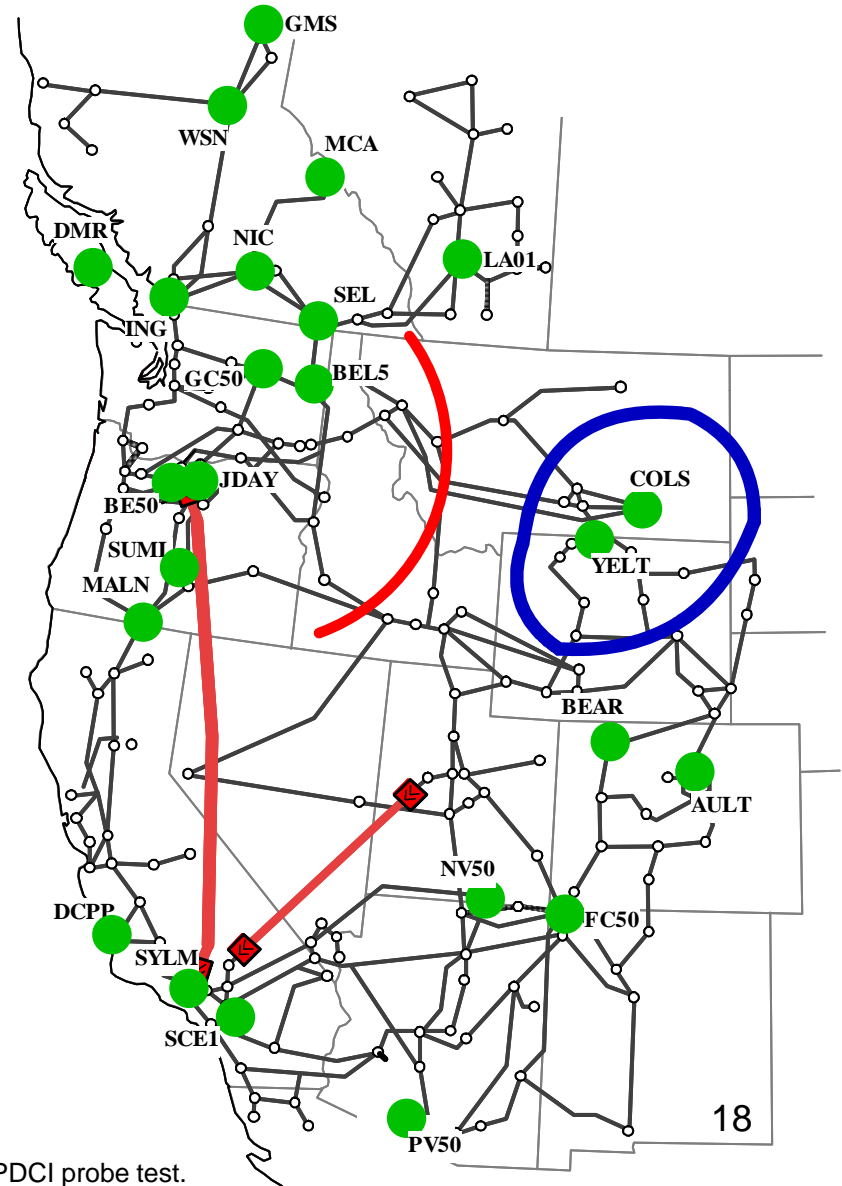 GMS
WSN
MCA
DMR
NIC
LA01
SEL
ING
GC50
BEL5
JDAY
COLS
BE50
SUMI
YELT
MALN
BEAR
AULT
NV50
DCPP
FC50
SYLM
SCE1
18
PV50
PDCI probe test.